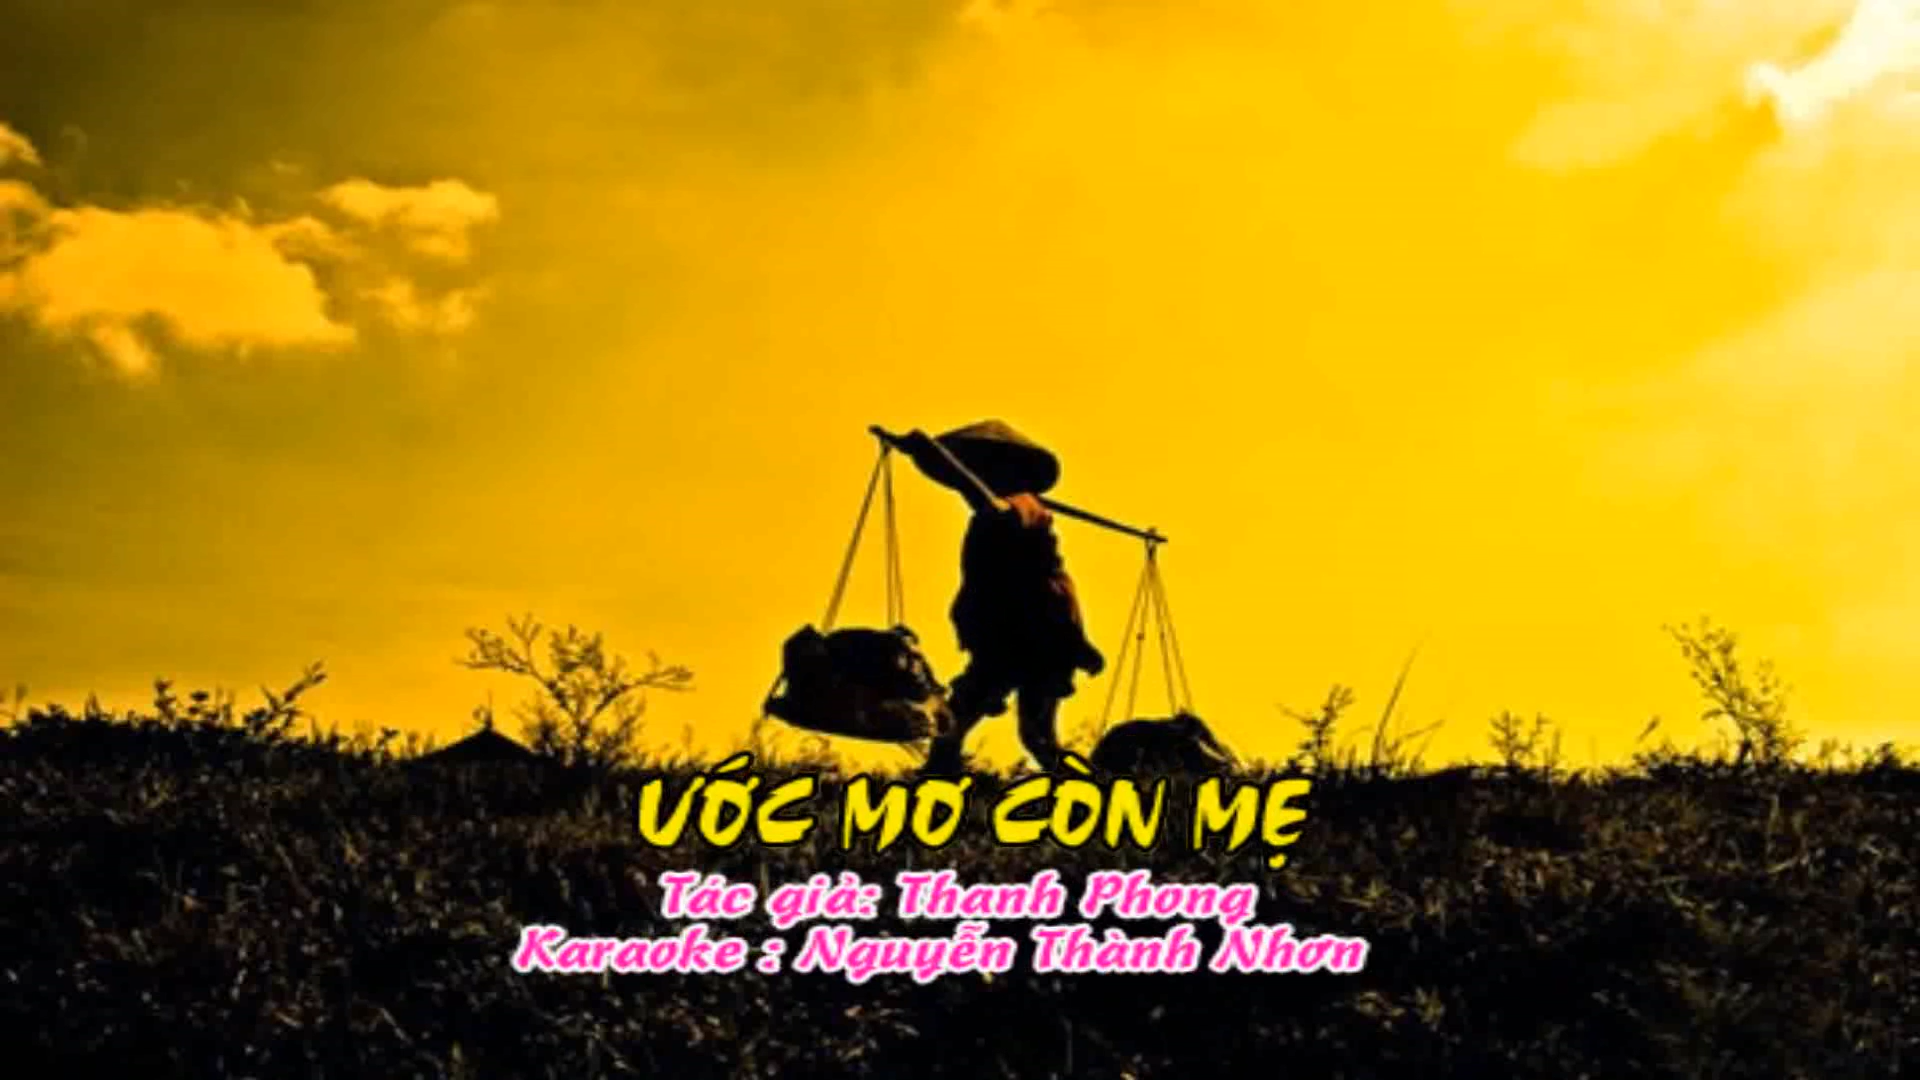 ƯỚC MƠ CÒN MẸ
Tác giả: Thanh Phong
Karaoke : Nguyễn Thành Nhơn